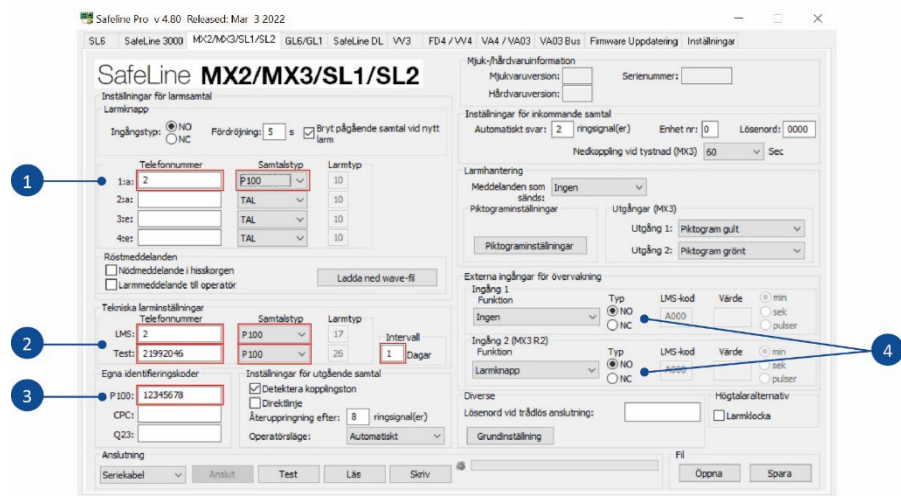 Safeline Pro v 4.80 Released: Mar 3 2022
SL6 SafeLine 3000 MX2/MX3/SL1/SL2 GL6/GL1 SafeLine DL VV3 FD4 / VV4 VA4 / VA03 VA03 Bus Firmware Uppdatering Inställningar
SafeLine MX2/MX3/SL1/SL2
Inställningar för larmsamtal
Larmknapp
Ingångstyp: NO
NC
Fördröjning: 5 s
Bryt pågående samtal vid nytt
larm
Telefonnummer Samtalstyp Larmtyp
1 1:a: 2 P100 10
2:a: TAL 10
3:e: TAL 10
4:e: TAL 10
Röstmeddelanden
Nödmeddelande i hisskorgen
Larmmeddelande till operatör
Ladda ned wave-fil
Tekniska larminställningar
Telefonnummer Samtalstyp Larmtyp
LMS: 2 P100 17
2
Intervall
Test: 21992046 P100 26 1 Dagar
Egna identifieringskoder
3 P100: 12345678
CPC:
Q23:
Inställningar för utgående samtal
Detektera kopplingston
Direktlinje
Återuppringning efter: 8 ringsignal(er)
Operatörsläge: Automatiskt
Anslutning
Seriekabel Anslut Test Läs Skriv
Mjuk-/hårdvaruinformation
Mjukvaruversion: Serienummer:
Hårdvaruversion:
Inställningar för inkommande samtal
Automatiskt svar: 2 ringsignal(er) Enhet nr: 0 Lösenord: 0000
Nedkoppling vid tystnad (MX3) 60 Sec
Larmhantering
Meddelanden som
sänds:
Ingen
Piktograminställningar
Piktograminställningar
Utgångar (MX3)
Utgång 1: Piktogram gult
Utgång 2: Piktogram grönt
Externa ingångar för övervakning
Ingång 1
Funktion Typ LMS-kod Värde min
Ingen NO A000 sek
NC pulser
4
Ingång 2 (MX3 R2)
Funktion Typ LMS-kod Värde min
Larmknapp NO A000 sek
NC pulser
Diverse
Lösenord vid trådlös anslutning:
Grundinställning
Högtalaralternativ
Larmklocka
Fil
Öppna Spara